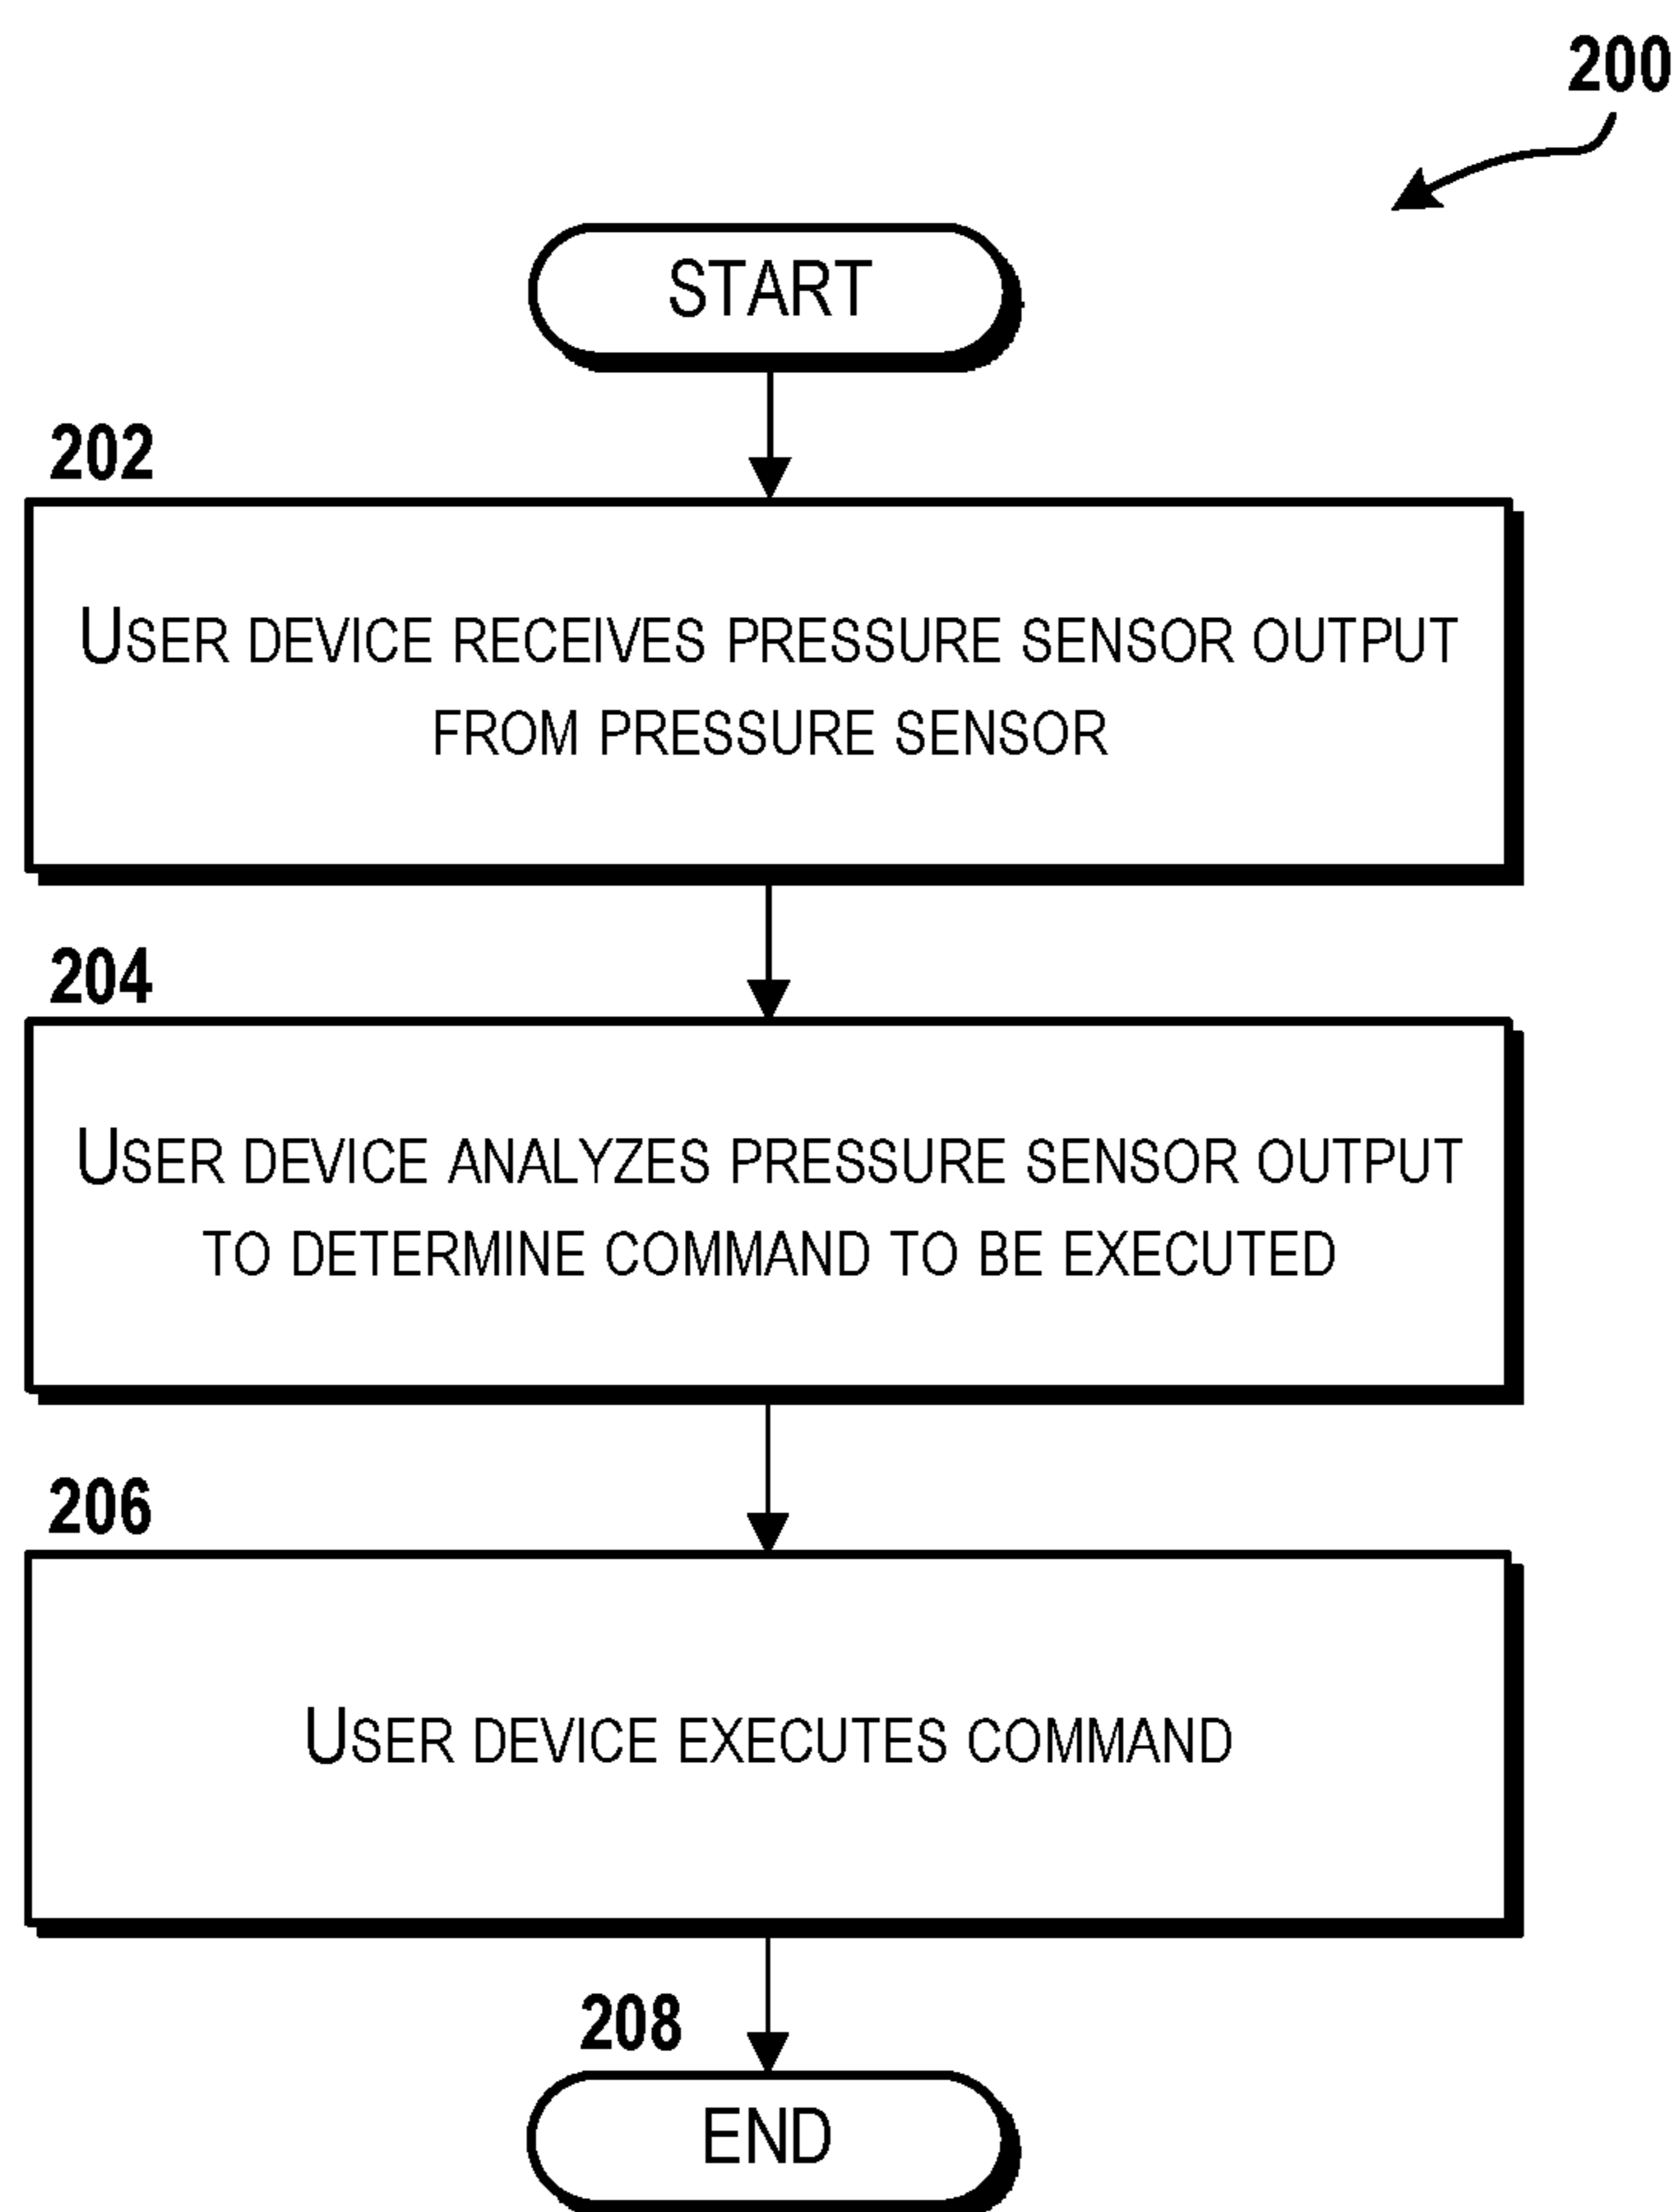 200
START
202
USER DEVICE RECEIVES PRESSURE SENSOR OUTPUT
FROM PRESSURE SENSOR
204
USER DEVICE ANALYZES PRESSURE SENSOR OUTPUT
TO DETERMINE COMMAND TO BE EXECUTED
206
USER DEVICE EXECUTES COMMAND
208
END